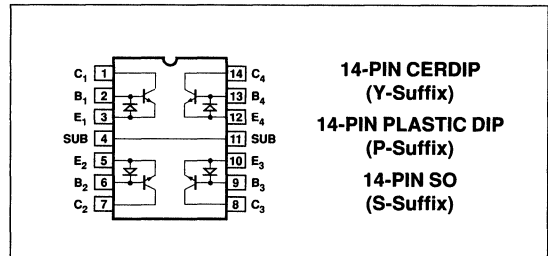 C1 1 14 C4
B1 2 13 B4
E1 3 12 E4
SUB 4 11 SUB
E2 5 10 E3
B2 6 9 B3
C2 7 8 C3
14-PIN CERDIP
(Y-Suffix)
14-PIN PLASTIC DIP
(P-Suffix)
14-PIN SO
(S-Suffix)